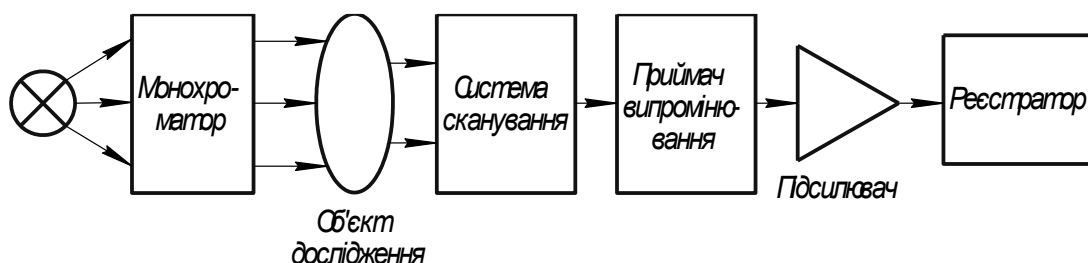 Монохро-
матор
Об'єкт
дослідження
Система
сканування
Приймач
випроміню-
вання
Підсилювач
Реєстратор